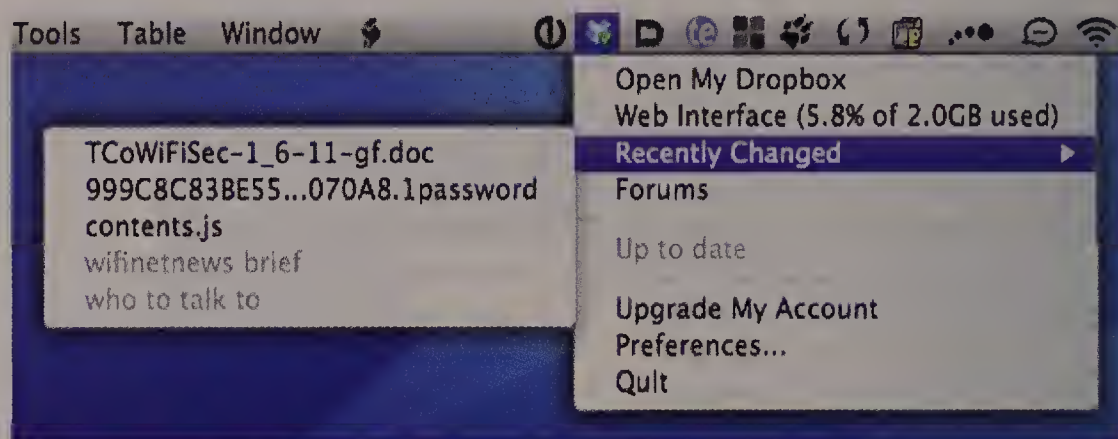 Tools Table Window
Open My Dropbox
Web Interface (5.8% of 2.0GB used)
Recently Changed
Forums
Up to date
Upgrade My Account
Preferences...
Quit
TCoWiFiSec-1_6-11-gf.doc
999C8C83BE55...070A8.1password
contents.js
wifinetnews brief
who to talk to